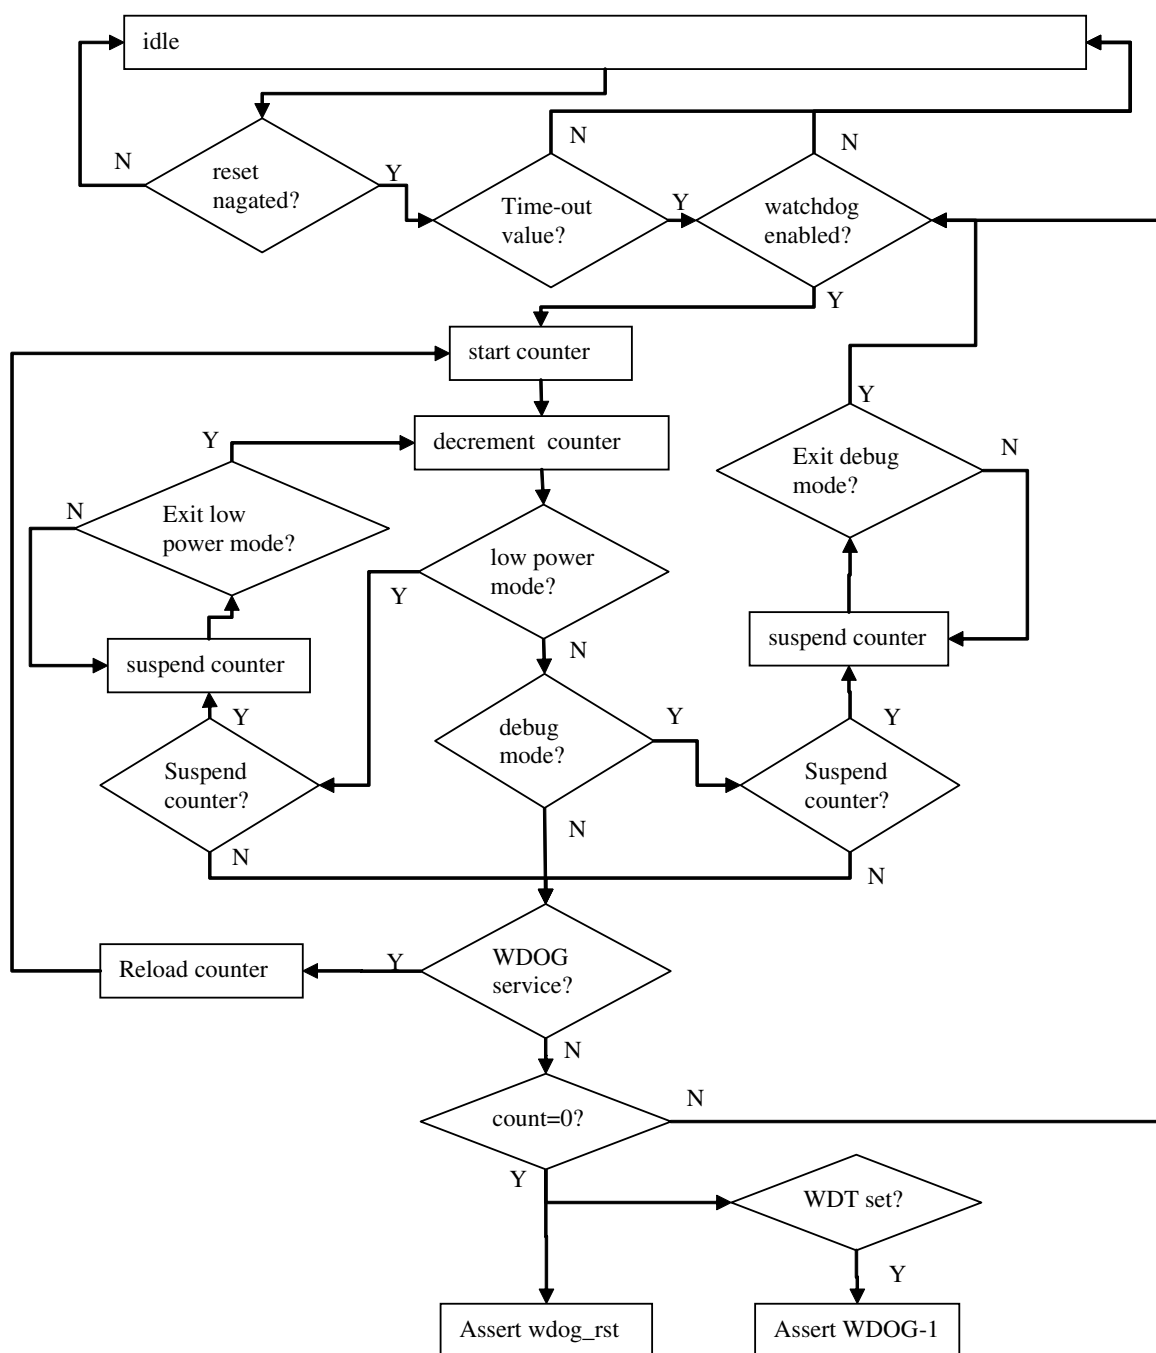 idle
N
N
N
reset
nagated?
Y
Time-out
value?
Y
watchdog
enabled?
Y
start counter
Y
decrement  counter
Y
N
Exit debug
mode?
N
Exit low
power mode?
low power
mode?
Y
suspend counter
N
suspend counter
Y
debug
mode?
Y
Y
Suspend
counter?
Suspend
counter?
N
N
N
Reload counter
Y
WDOG
service?
N
count=0?
N
Y
WDT set?
Y
Assert wdog_rst
Assert WDOG-1